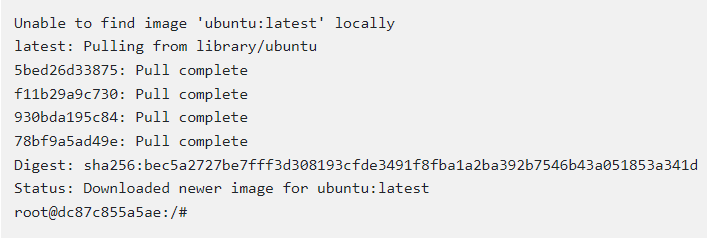 Unable to find image 'ubuntu:latest' locally
latest: Pulling from library/ubuntu
5bed26d33875: Pull complete
f11b29a9c730: Pull complete
930bda195c84: Pull complete
78bf9a5ad49e: Pull complete
Digest: sha256:bec5a2727be7fff3d308193cfde3491f8fba1a2ba392b7546b43a051853a341d
Status: Downloaded newer image for ubuntu:latest
root@dc87c855a5ae:/#